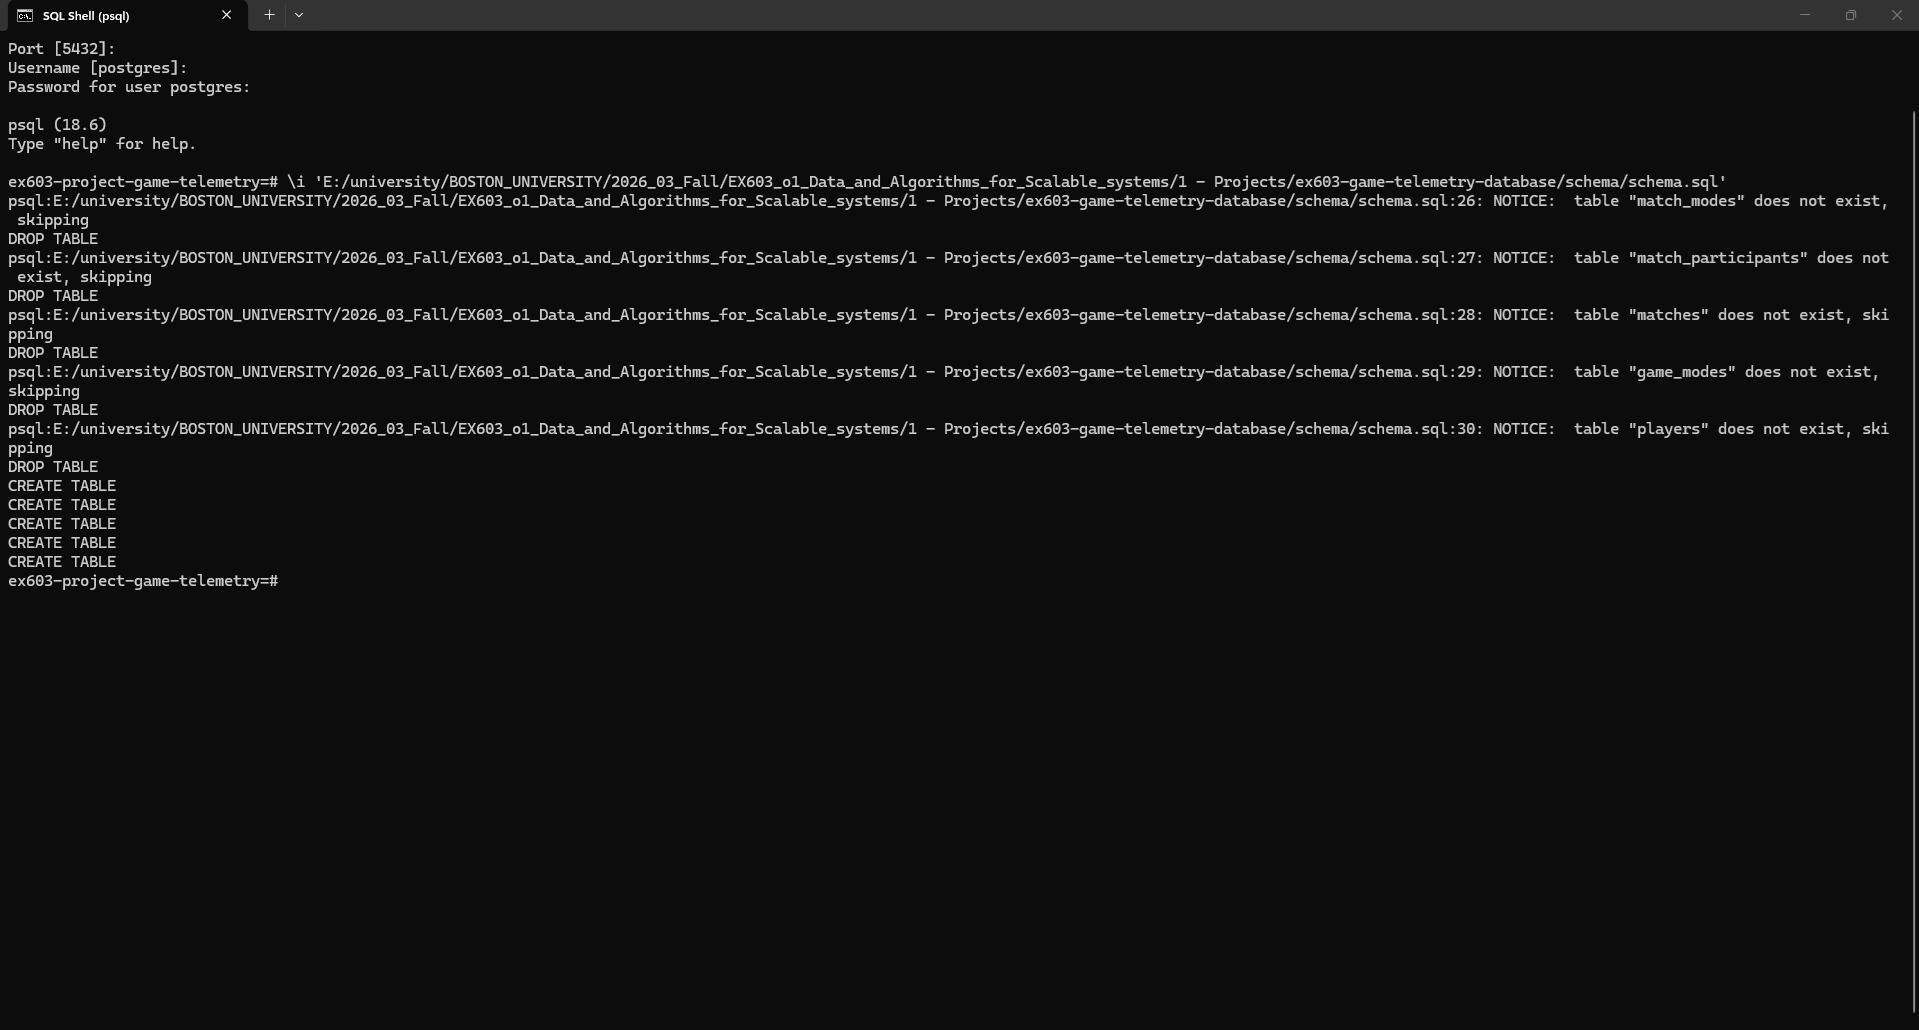 SQL Shell (psql)
Port [5432]:
Username [postgres]:
Password for user postgres:
psql (18.6)
Type "help" for help.
ex603-project-game-telemetry=# \i 'E:/university/BOSTON_UNIVERSITY/2026_03_Fall/EX603_o1_Data_and_Algorithms_for_Scalable_systems/1 - Projects/ex603-game-telemetry-database/schema/schema.sql'
psql:E:/university/BOSTON_UNIVERSITY/2026_03_Fall/EX603_o1_Data_and_Algorithms_for_Scalable_systems/1 - Projects/ex603-game-telemetry-database/schema/schema.sql:26: NOTICE:  table "match_modes" does not exist,
 skipping
DROP TABLE
psql:E:/university/BOSTON_UNIVERSITY/2026_03_Fall/EX603_o1_Data_and_Algorithms_for_Scalable_systems/1 - Projects/ex603-game-telemetry-database/schema/schema.sql:27: NOTICE:  table "match_participants" does not
 exist, skipping
DROP TABLE
psql:E:/university/BOSTON_UNIVERSITY/2026_03_Fall/EX603_o1_Data_and_Algorithms_for_Scalable_systems/1 - Projects/ex603-game-telemetry-database/schema/schema.sql:28: NOTICE:  table "matches" does not exist, ski
pping
DROP TABLE
psql:E:/university/BOSTON_UNIVERSITY/2026_03_Fall/EX603_o1_Data_and_Algorithms_for_Scalable_systems/1 - Projects/ex603-game-telemetry-database/schema/schema.sql:29: NOTICE:  table "game_modes" does not exist,
skipping
DROP TABLE
psql:E:/university/BOSTON_UNIVERSITY/2026_03_Fall/EX603_o1_Data_and_Algorithms_for_Scalable_systems/1 - Projects/ex603-game-telemetry-database/schema/schema.sql:30: NOTICE:  table "players" does not exist, ski
pping
DROP TABLE
CREATE TABLE
CREATE TABLE
CREATE TABLE
CREATE TABLE
CREATE TABLE
ex603-project-game-telemetry=#